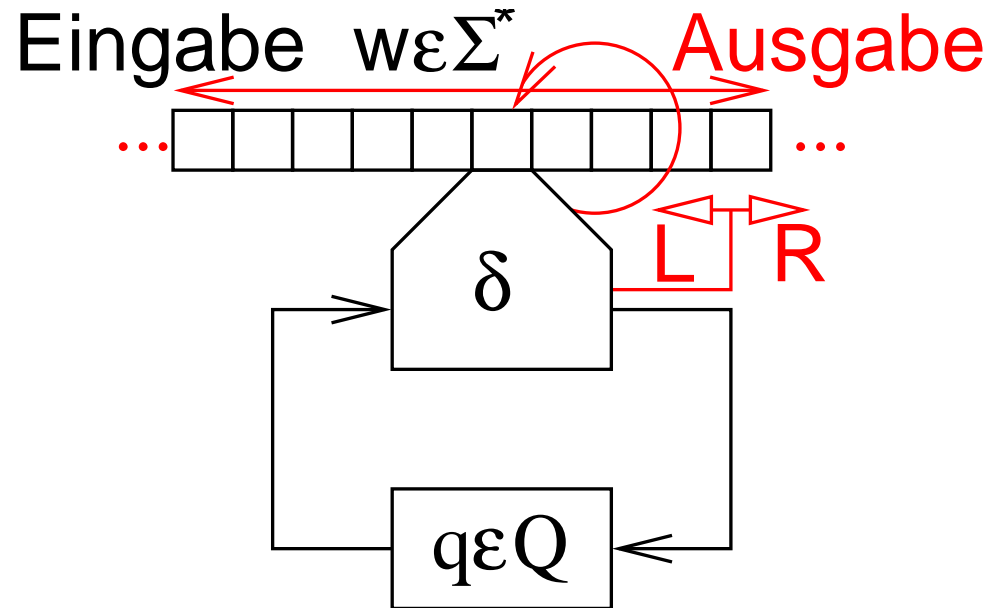 Eingabe wεΣ* Ausgabe
... ...
L R
δ
qεQ